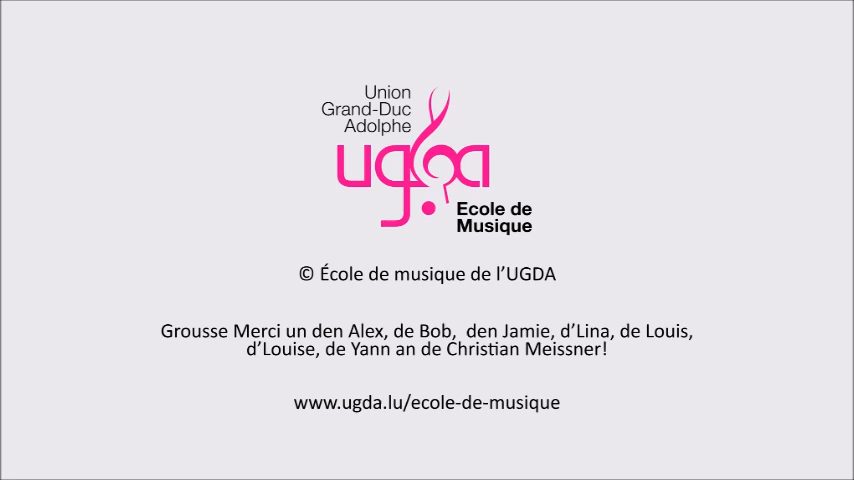 Union
Grand-Duc
Adolphe
ugda
Ecole de
Musique
© École de musique de l’UGDA
Grousse Merci un den Alex, de Bob,  den Jamie, d’Lina, de Louis,
d’Louise, de Yann an de Christian Meissner!
www.ugda.lu/ecole-de-musique